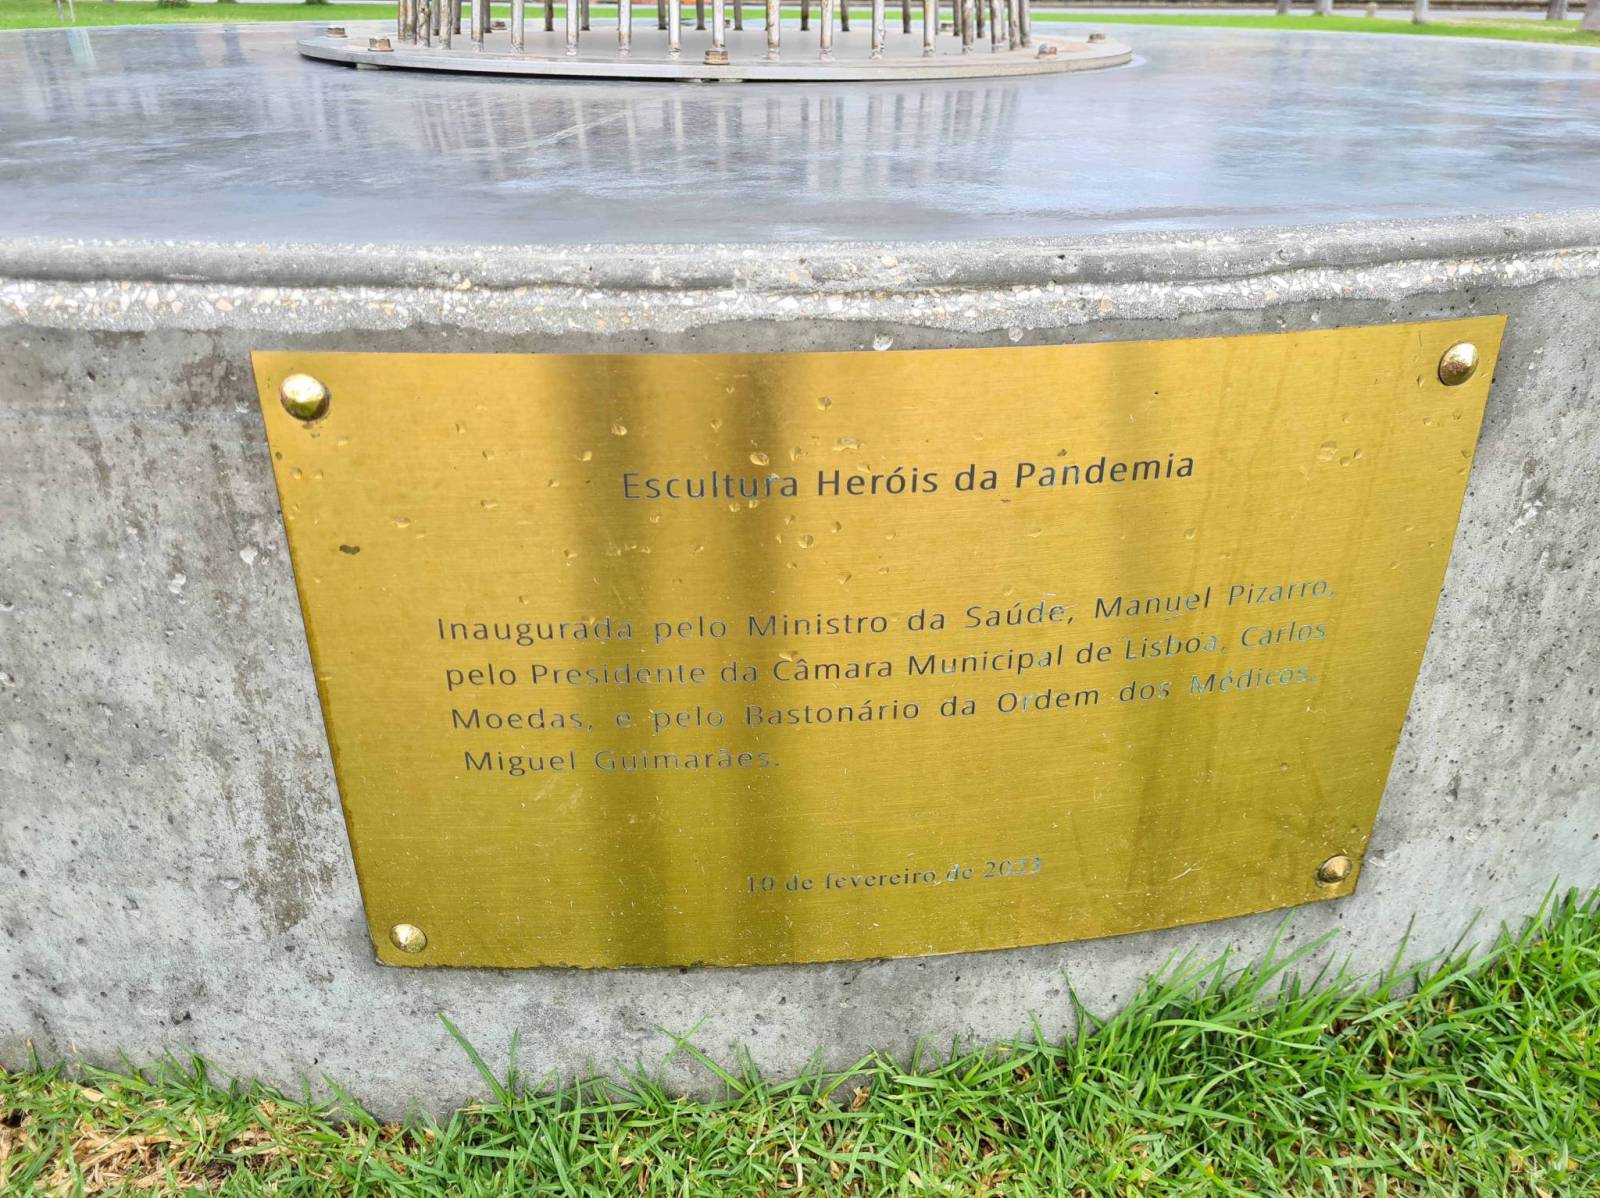 Escultura Heróis da Pandemia
Inaugurada pelo Ministro da Saúde, Manuel Pizarro,
pelo Presidente da Câmara Municipal de Lisboa, Carlos
Moedas, e pelo Bastonário da Ordem dos Médicos,
Miguel Guimarães.
10 de fevereiro de 2023